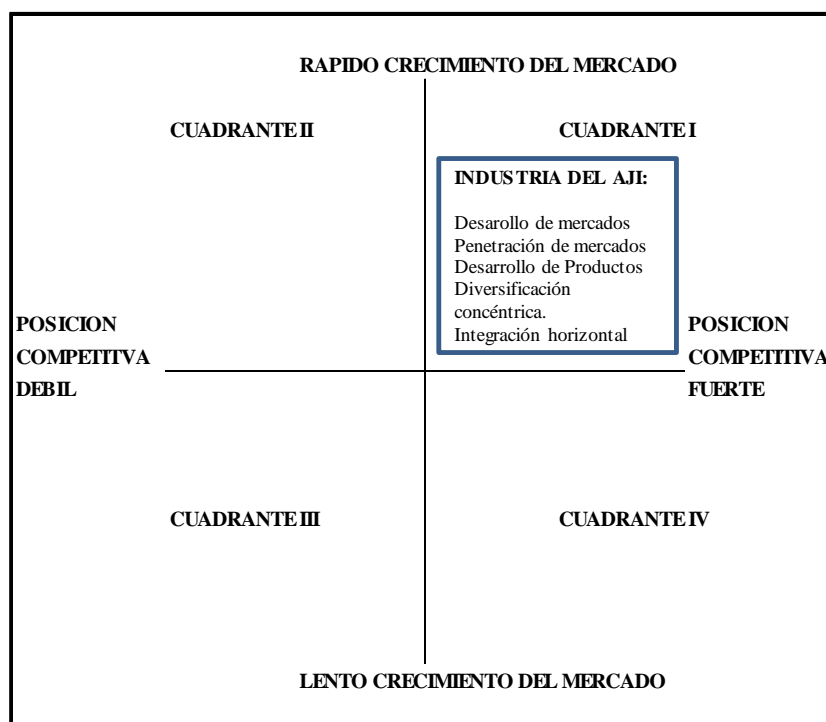 RAPIDO CRECIMIENTO DEL MERCADO
CUADRANTE II
CUADRANTE I
INDUSTRIA DEL AJI:
Desarollo de mercados
Penetración de mercados
Desarrollo de Productos
Diversificación
concéntrica.
Integración horizontal
POSICION
COMPETITVA
DEBIL
POSICION
COMPETITIVA
FUERTE
CUADRANTE III
CUADRANTE IV
LENTO CRECIMIENTO DEL MERCADO